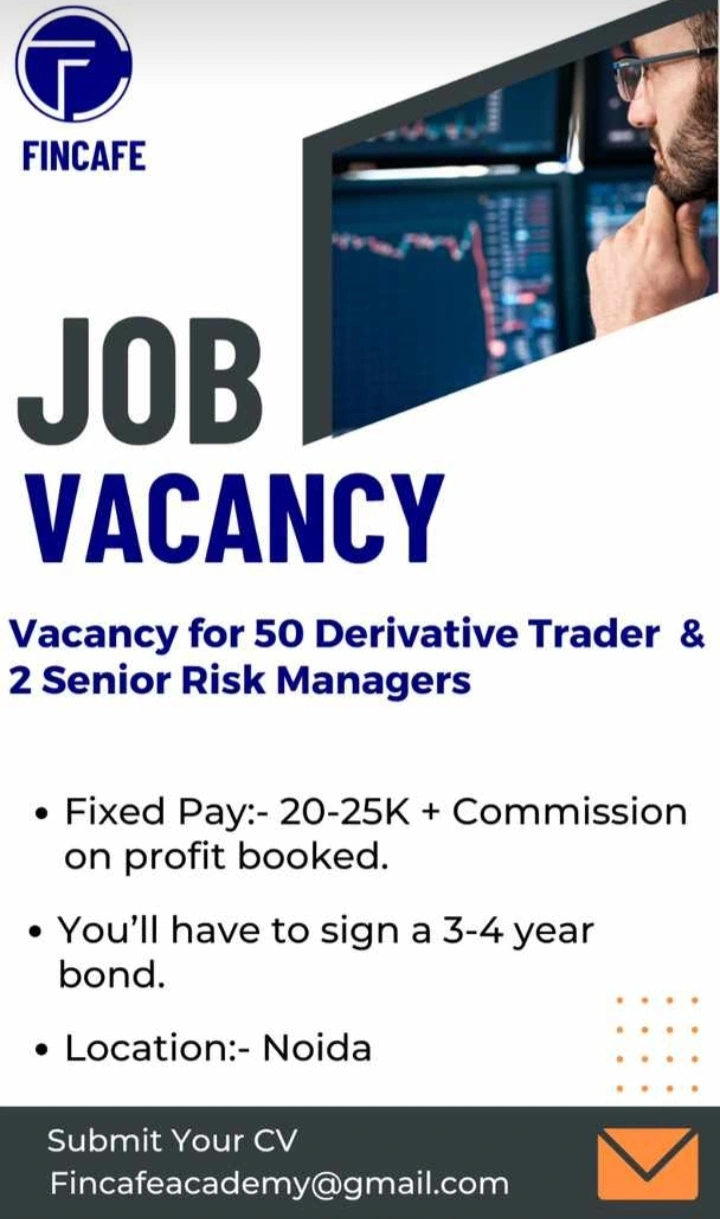 FINCAFE
JOB
VACANCY
Vacancy for 50 Derivative Trader &
2 Senior Risk Managers
• Fixed Pay:- 20-25K + Commission
on profit booked.
• You'll have to sign a 3-4 year
bond.
• Location:- Noida
Submit Your CV
Fincafeacademy@gmail.com